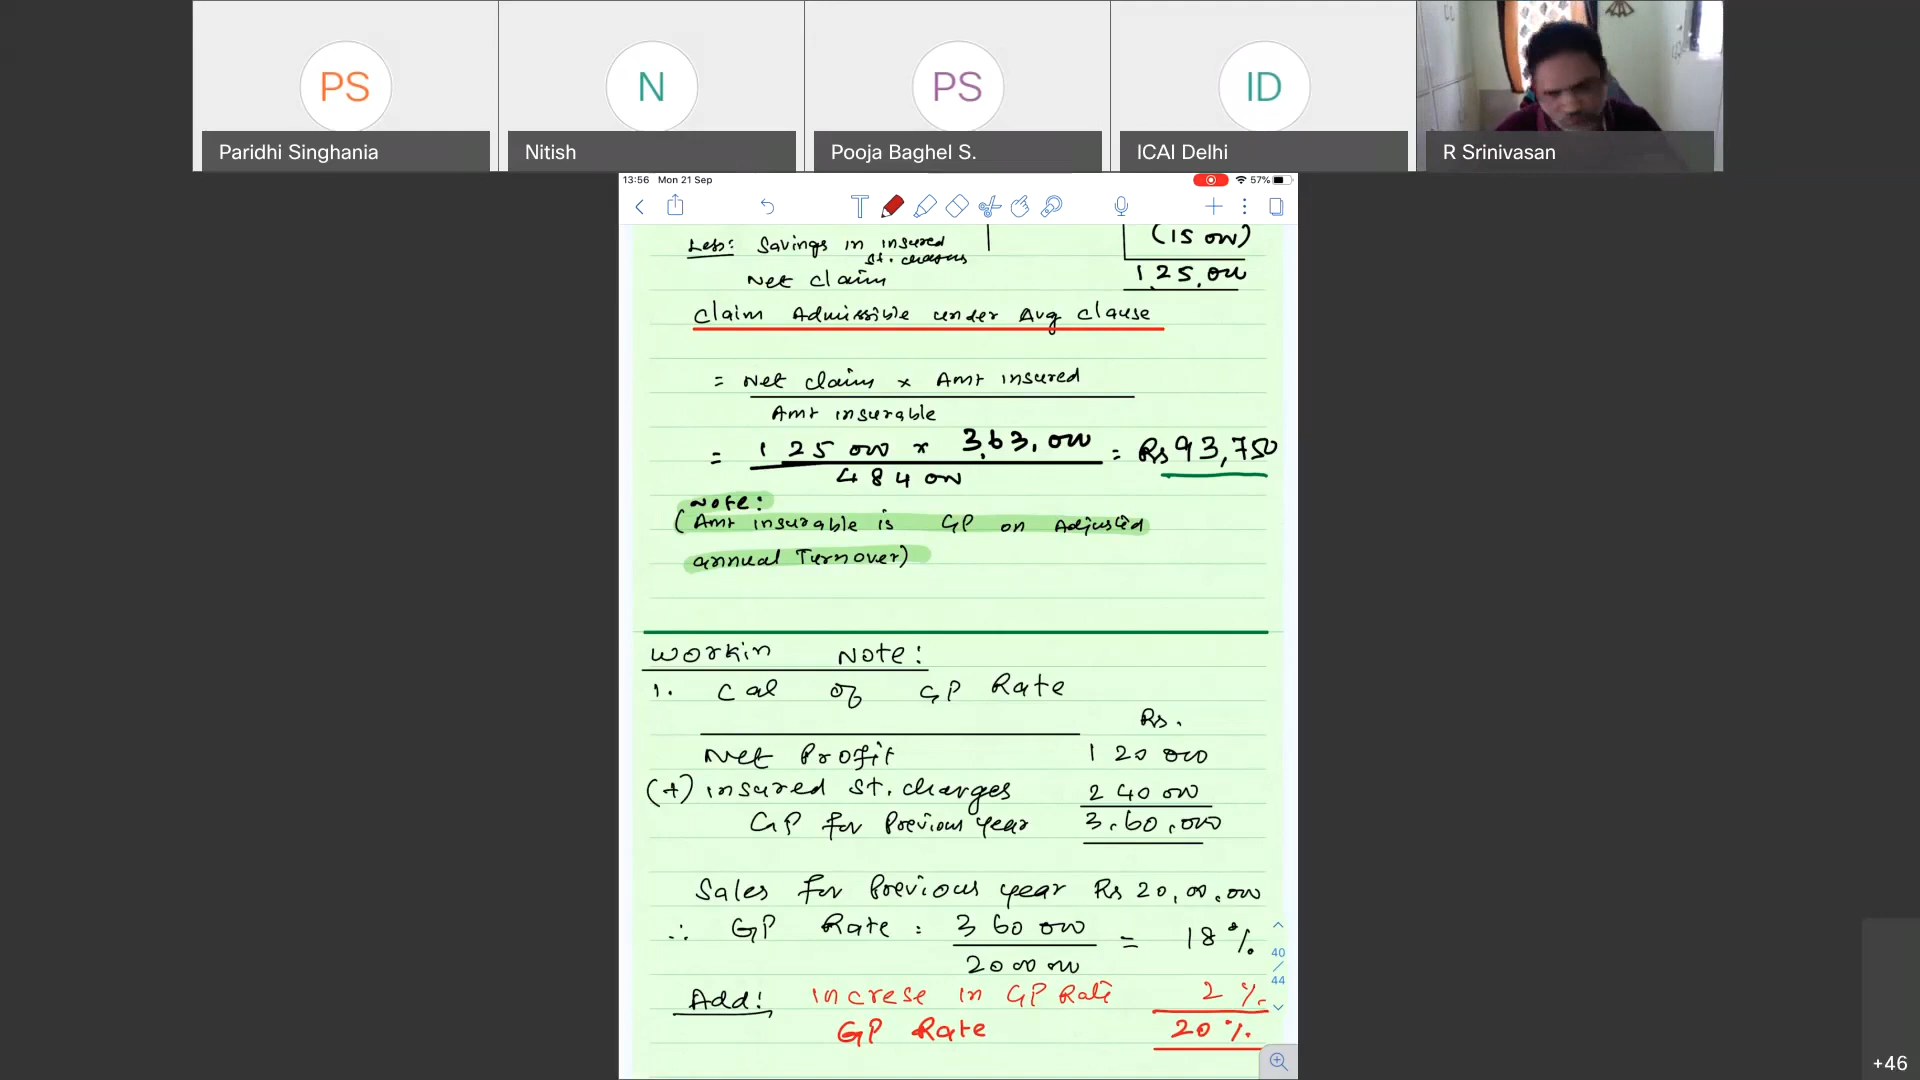 PS
N
PS
ID
Paridhi Singhania
Nitish
Pooja Baghel S.
ICAI Delhi
R Srinivasan
13:56 Mon 21 Sep
57%
T
Less: Savings in insured (15 000)
St. charges
Net claim 1,25,000
Claim Admissible under Avg clause
= Net claim x Amt insured
Amt insurable
= 1 25 000 x 3,63,000 = Rs 93,750
484 000
Note:
(Amt insurable is GP on Adjusted
annual Turnover)
Workin Note:
1. Cal of GP Rate
Rs.
Net Profit 1 20 000
(+) insured St. charges 2 40 000
GP for Previous year 3,60,000
Sales for Previous year Rs 20,00,000
∴ GP Rate : 3 60 000 = 18%.
20 00 000
Add: increse in GP Rate 2%.
GP Rate 20%.
40
/
44
+46